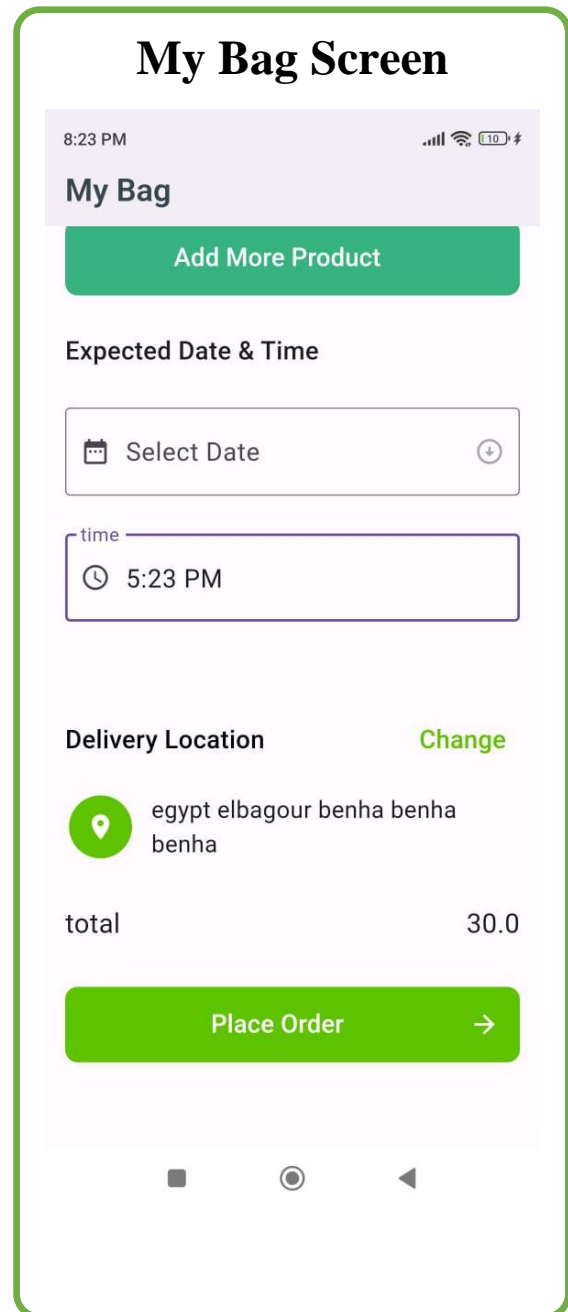 My Bag Screen
8:23 PM
10
My Bag
Add More Product
Expected Date & Time
Select Date
time
5:23 PM
Delivery Location
Change
egypt elbagour benha benha
benha
total
30.0
Place Order